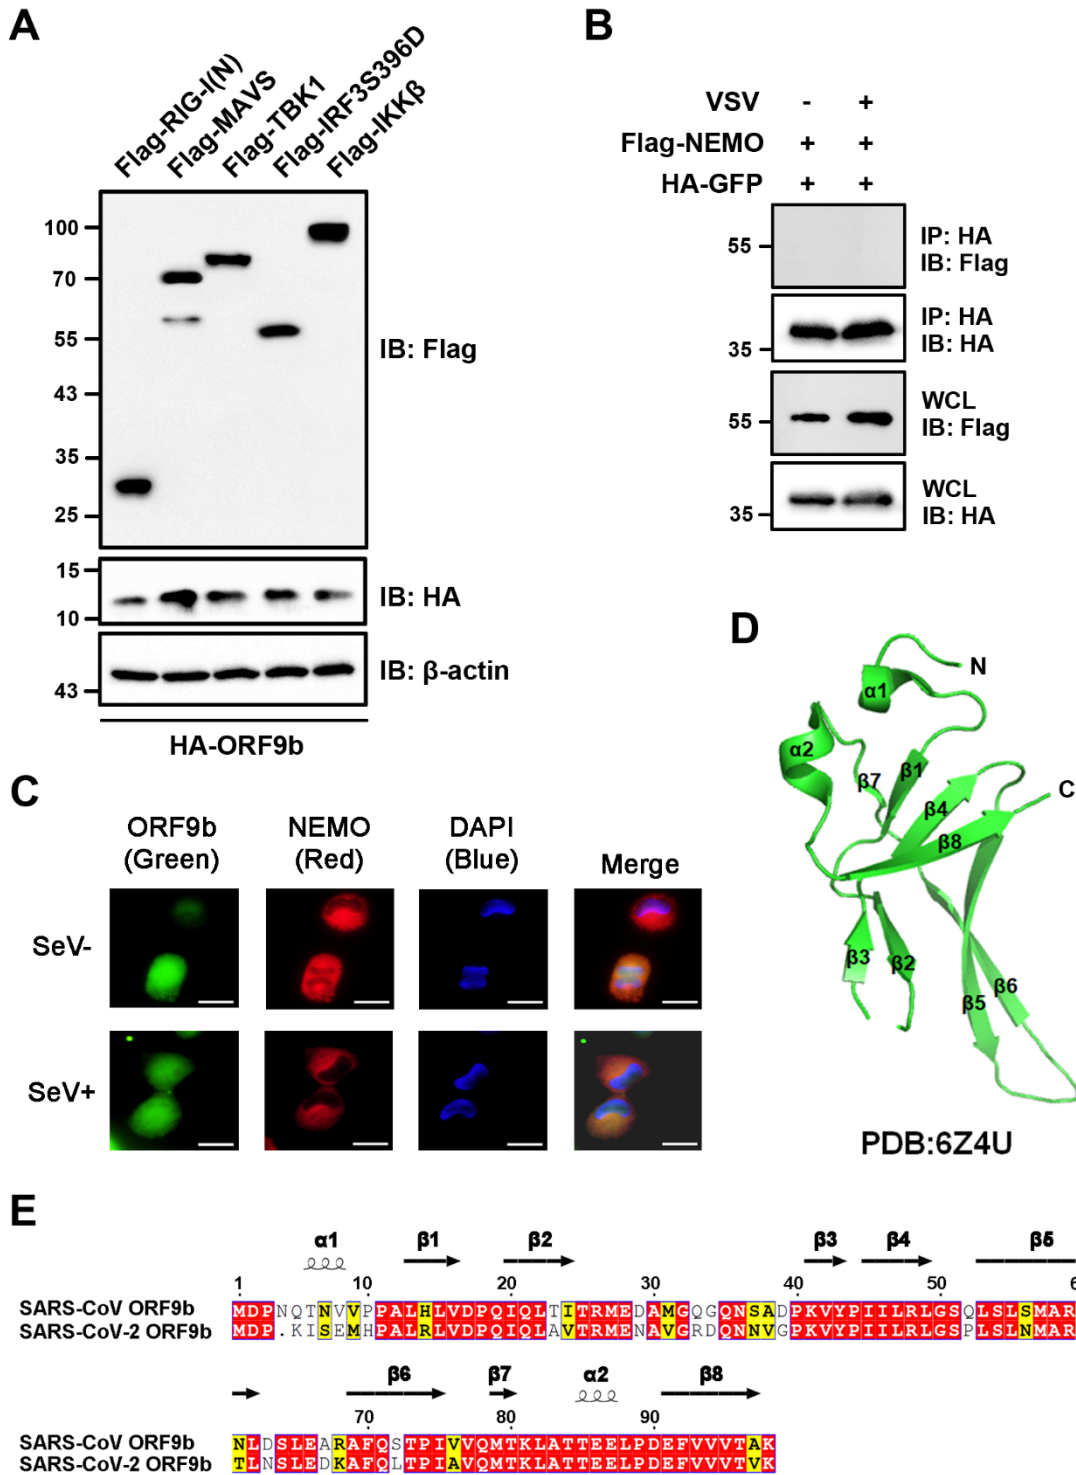 A
Flag-RIG-I(N)
Flag-MAVS
Flag-TBK1
Flag-IRF3S396D
Flag-IKKβ
100
70
55
43
35
25
IB: Flag
15
10
IB: HA
43
IB: β-actin
HA-ORF9b
B
VSV - +
Flag-NEMO + +
HA-GFP + +
55
IP: HA
IB: Flag
35
IP: HA
IB: HA
55
WCL
IB: Flag
35
WCL
IB: HA
C
ORF9b
(Green)
NEMO
(Red)
DAPI
(Blue)
Merge
SeV-
SeV+
D
N
α1
α2
β7
β1
β4
β8
C
β3
β2
β5
β6
PDB:6Z4U
E
α1 β1 β2 β3 β4 β5
1 10 20 30 40 50 6
SARS-CoV ORF9b MDPNQTNVVPPALHLVDPQIQLTITRMEDAMGQGQNSADPKVYPIILRLGSQLSLSMAR
SARS-CoV-2 ORF9b MDP.KISEMHPALRLVDPQIQLAVTRMENAVGRDQNNVGPKVYPIILRLGSPLSLNMAR
β6 β7 α2 β8
70 80 90
SARS-CoV ORF9b NLDSLEARAFQSTPIVVQMTKLATTEELPDEFVVVTAK
SARS-CoV-2 ORF9b TLNSLEDKAFQLTPIAVQMTKLATTEELPDEFVVVTVK